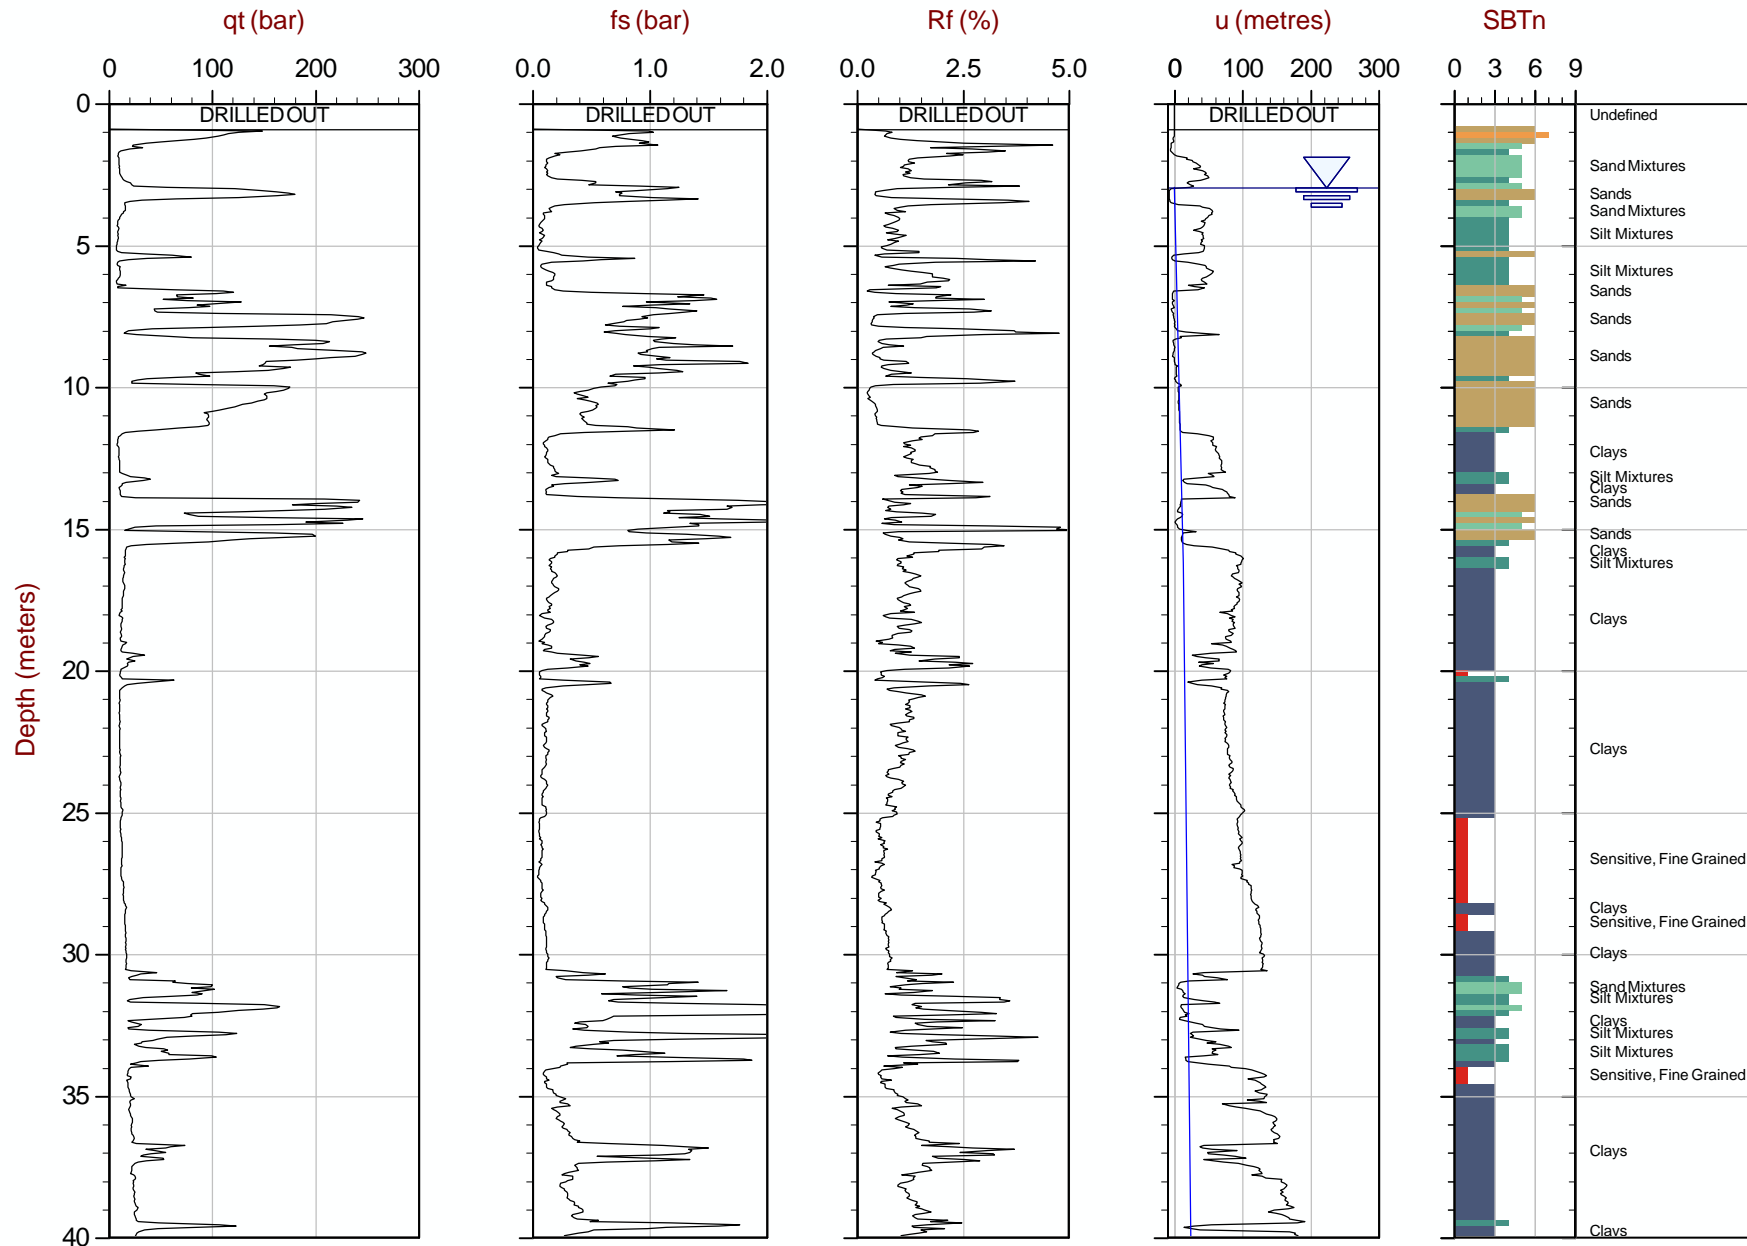 qt (bar) fs (bar) Rf (%) u (metres) SBTn
0 100 200 300 0.0 1.0 2.0 0.0 2.5 5.0 0 100 200 300 0 3 6 9
0
DRILLED OUT DRILLED OUT DRILLED OUT DRILLED OUT Undefined
Sand Mixtures
Sands
Sand Mixtures
Silt Mixtures
5
Silt Mixtures
Sands
Sands
Sands
10
Sands
Clays
Silt Mixtures
Clays
Sands
15
Sands
Clays
Silt Mixtures
Clays
20
Depth (meters)
Clays
25
Sensitive, Fine Grained
Clays
Sensitive, Fine Grained
30 Clays
Sand Mixtures
Silt Mixtures
Clays
Silt Mixtures
Silt Mixtures
Sensitive, Fine Grained
35
Clays
Clays
40